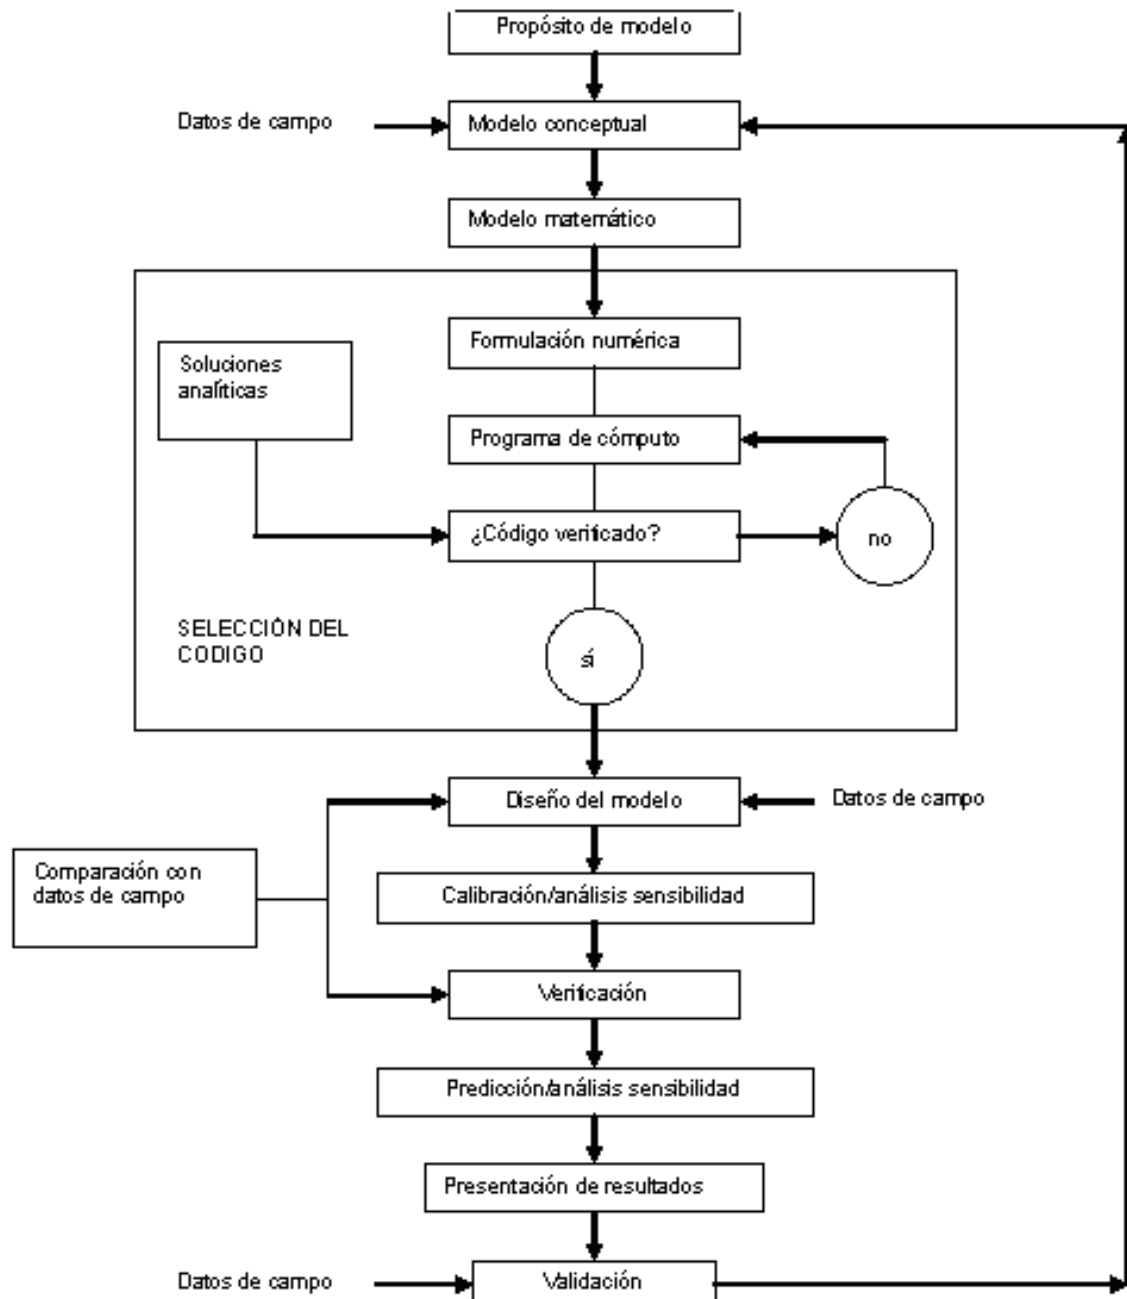 Propósito de modelo
Datos de campo
Modelo conceptual
Modelo matemático
Formulación numérica
Soluciones
analíticas
Programa de cómputo
¿Código verificado?
no
SELECCIÓN DEL
CODIGO
sí
Diseño del modelo
Datos de campo
Comparación con
datos de campo
Calibración/análisis sensibilidad
Verificación
Predicción/análisis sensibilidad
Presentación de resultados
Datos de campo
Validación